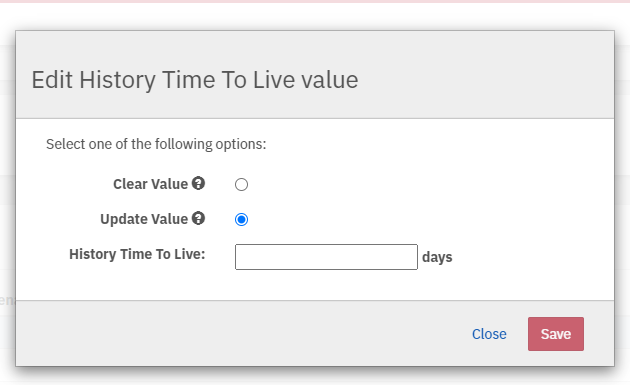 Edit History Time To Live value
Select one of the following options:
Clear Value ?
Update Value ?
History Time To Live:
days
Close
Save